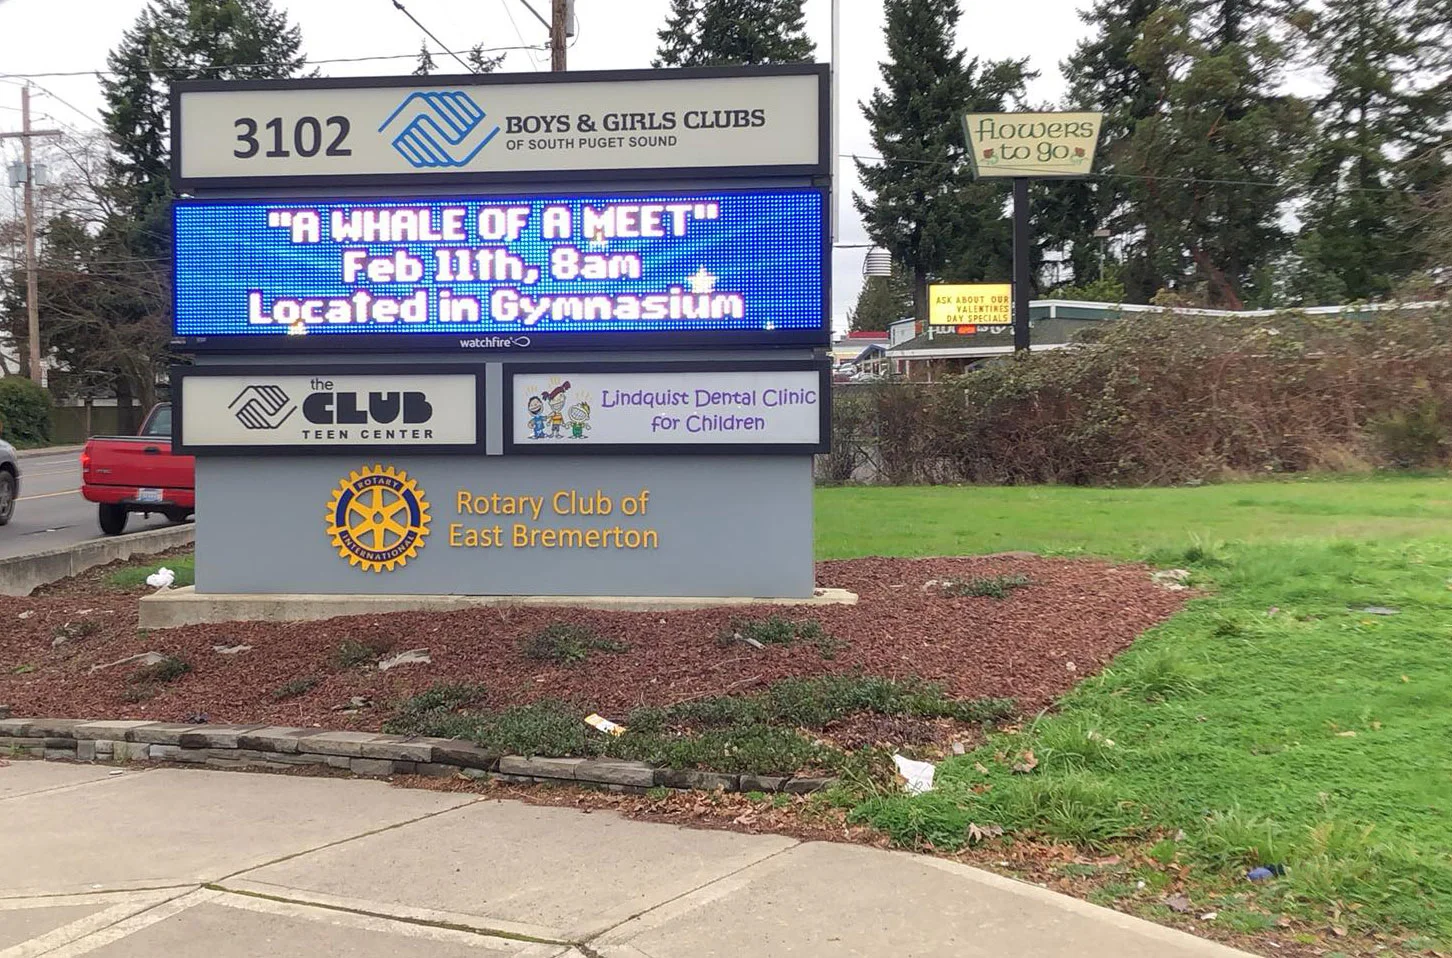 3102
BOYS & GIRLS CLUBS
OF SOUTH PUGET SOUND
"A WHALE OF A MEET"
Feb 11th, 8am
Located in Gymnasium
watchfire
the
CLUB
TEEN CENTER
Lindquist Dental Clinic
for Children
ROTARY
INTERNATIONAL
Rotary Club of
East Bremerton
flowers
to go
ASK ABOUT OUR
VALENTINES
DAY SPECIALS